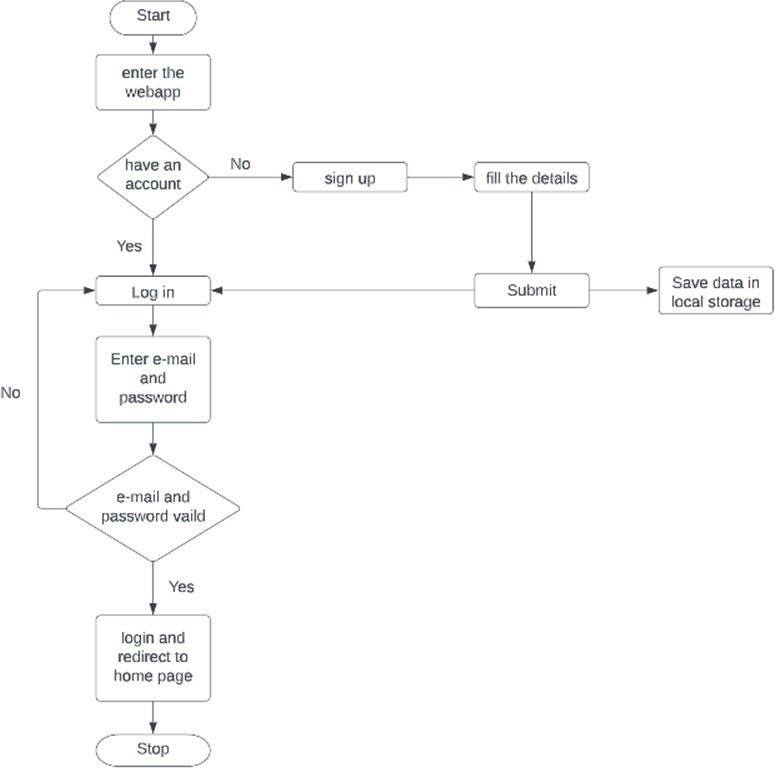 Start
enter the
webapp
have an
account
No
sign up
fill the details
Yes
Log in
Submit
Save data in
local storage
Enter e-mail
and
password
No
e-mail and
password vaild
Yes
login and
redirect to
home page
Stop